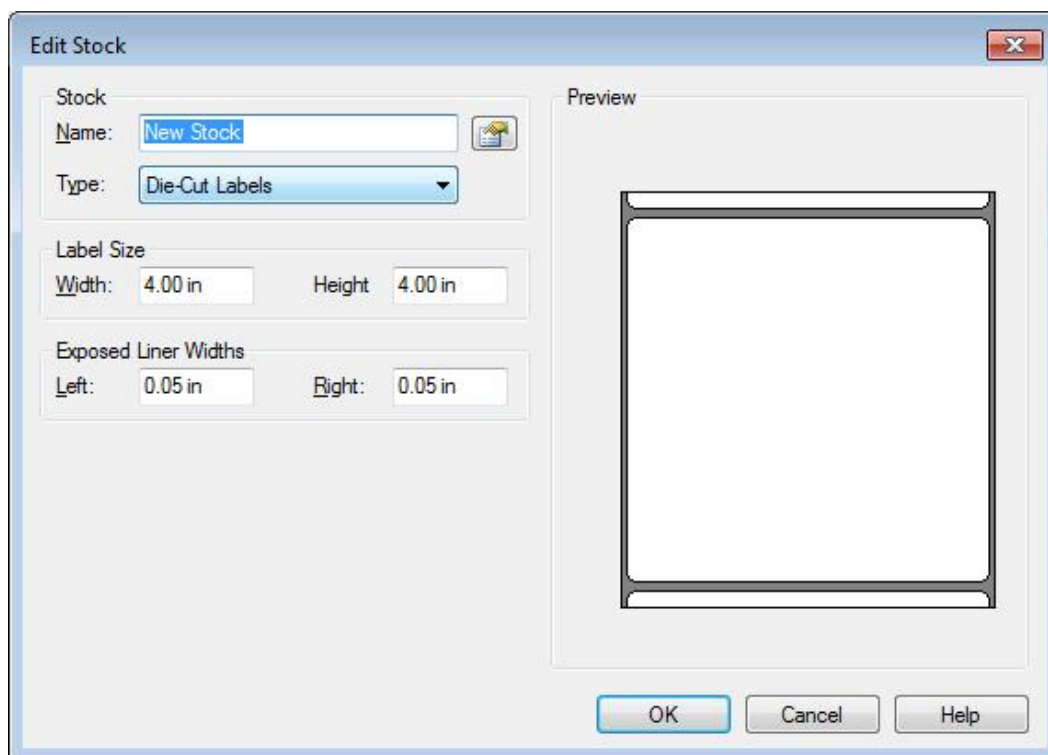 Edit Stock
Stock
Name: New Stock
Type: Die-Cut Labels
Label Size
Width: 4.00 in Height 4.00 in
Exposed Liner Widths
Left: 0.05 in Right: 0.05 in
Preview
OK Cancel Help